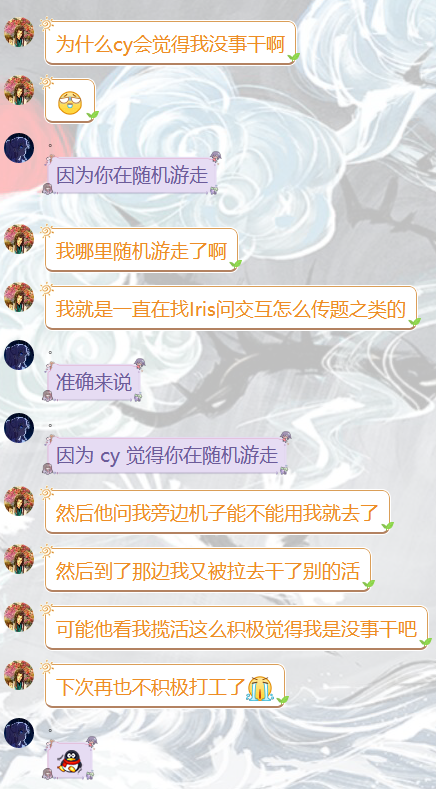 为什么cy会觉得我没事干啊
因为你在随机游走
我哪里随机游走了啊
我就是一直在找Iris问交互怎么传题之类的
准确来说
因为 cy 觉得你在随机游走
然后他问我旁边机子能不能用我就去了
然后到了那边我又被拉去干了别的活
可能他看我揽活这么积极觉得我是没事干吧
下次再也不积极打工了